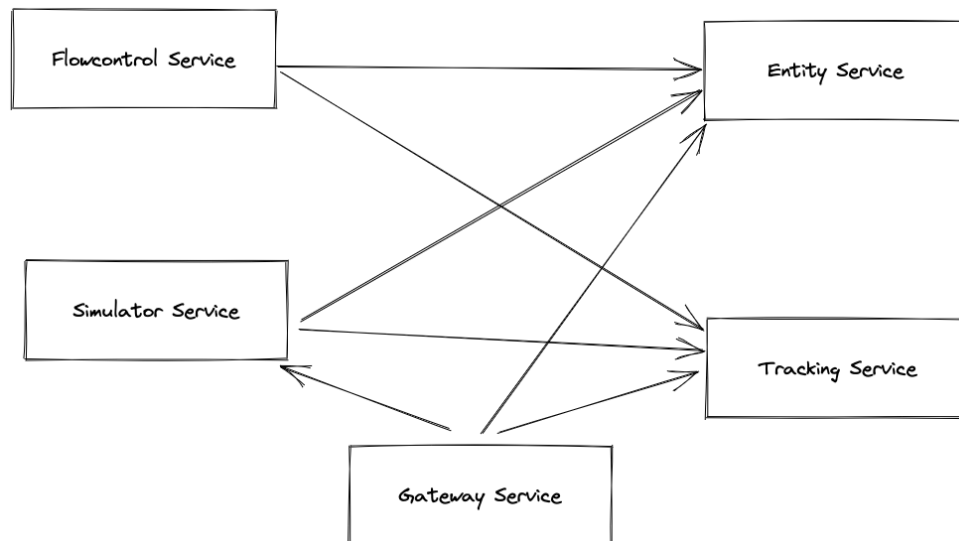 Flowcontrol Service
Entity Service
Simulator Service
Tracking Service
Gateway Service